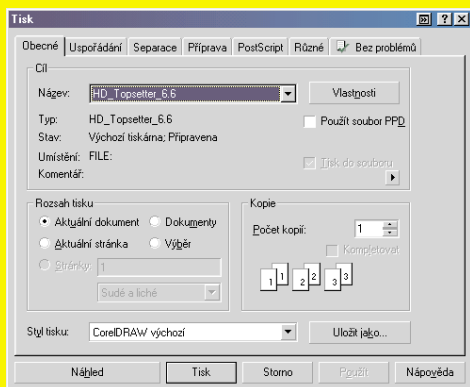 Tisk
Obecné Uspořádání Separace Příprava PostScript Různé Bez problémů
Cíl
Název: HD_Topsetter_6.6 Vlastnosti
Typ: HD_Topsetter_6.6 Použít soubor PPD
Stav: Výchozí tiskárna; Připravena
Umístění: FILE: Tisk do souboru
Komentář:
Rozsah tisku
Aktuální dokument Dokumenty
Aktuální stránka Výběr
Stránky: 1
Sudé a liché
Kopie
Počet kopií: 1
Kompletovat
1 1 2 2 3 3
Styl tisku: CorelDRAW výchozí Uložit jako...
Náhled Tisk Storno Použít Nápověda